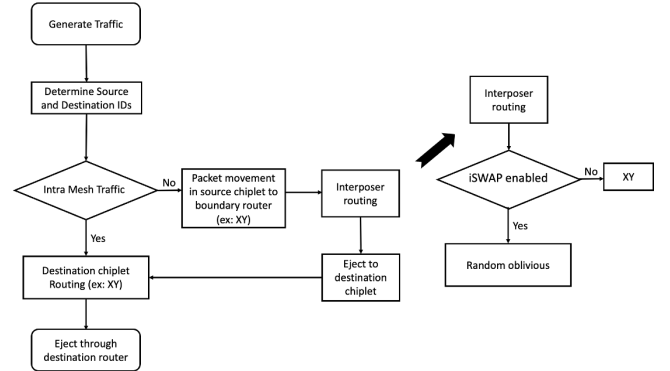 Generate Traffic
Determine Source
and Destination IDs
Intra Mesh Traffic
No
Packet movement
in source chiplet to
boundary router
(ex: XY)
Interposer
routing
Yes
Destination chiplet
Routing (ex: XY)
Eject to
destination
chiplet
Eject through
destination router
Interposer
routing
iSWAP enabled
No
XY
Yes
Random oblivious